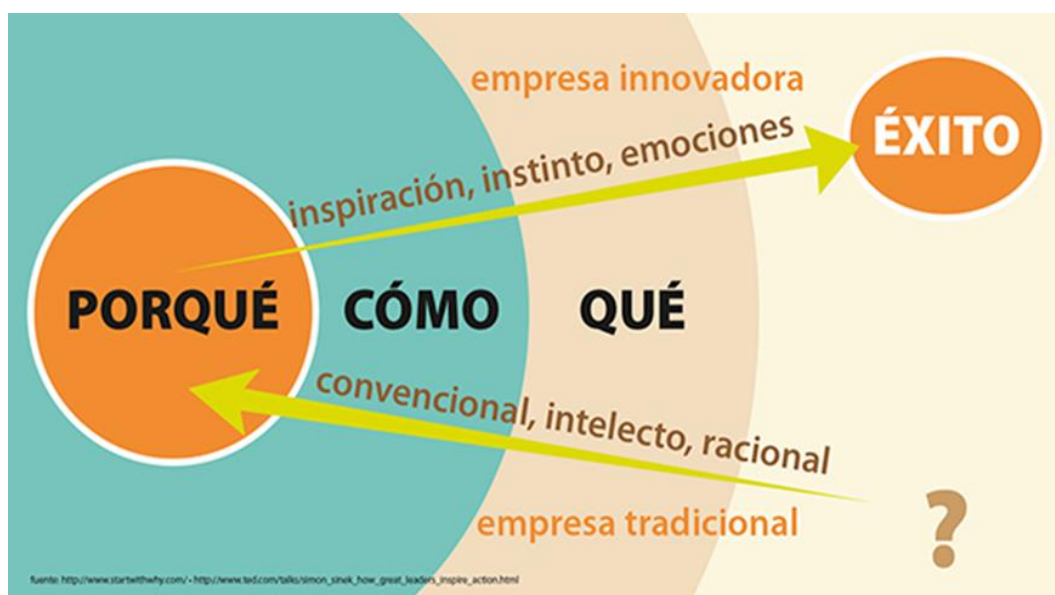 empresa innovadora
ÉXITO
inspiración, instinto, emociones
PORQUÉ
CÓMO
QUÉ
convencional, intelecto, racional
empresa tradicional
?
fuente: http://www.startwithwhy.com/ • http://www.ted.com/talks/simon_sinek_how_great_leaders_inspire_action.html